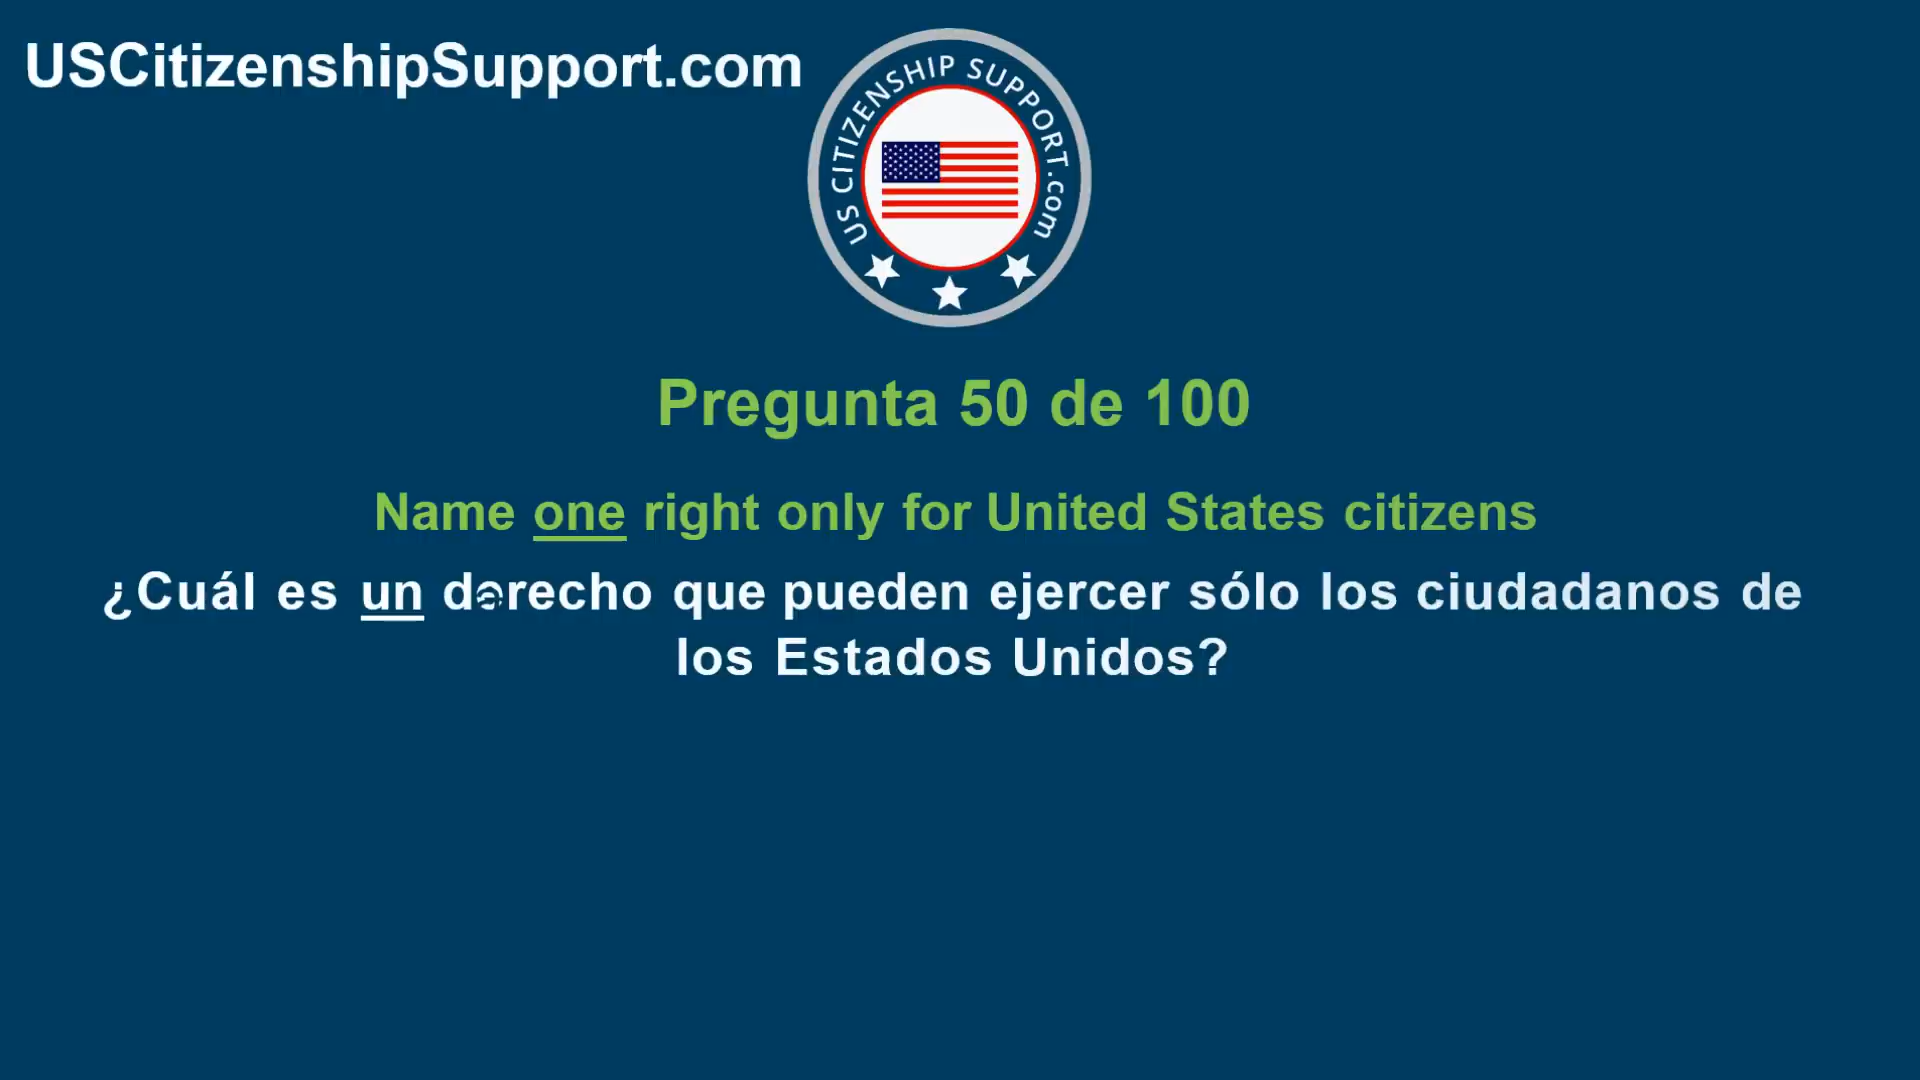 USCitizenshipSupport.com
US CITIZENSHIP SUPPORT.com
Pregunta 50 de 100
Name one right only for United States citizens
¿Cuál es un derecho que pueden ejercer sólo los ciudadanos de
los Estados Unidos?